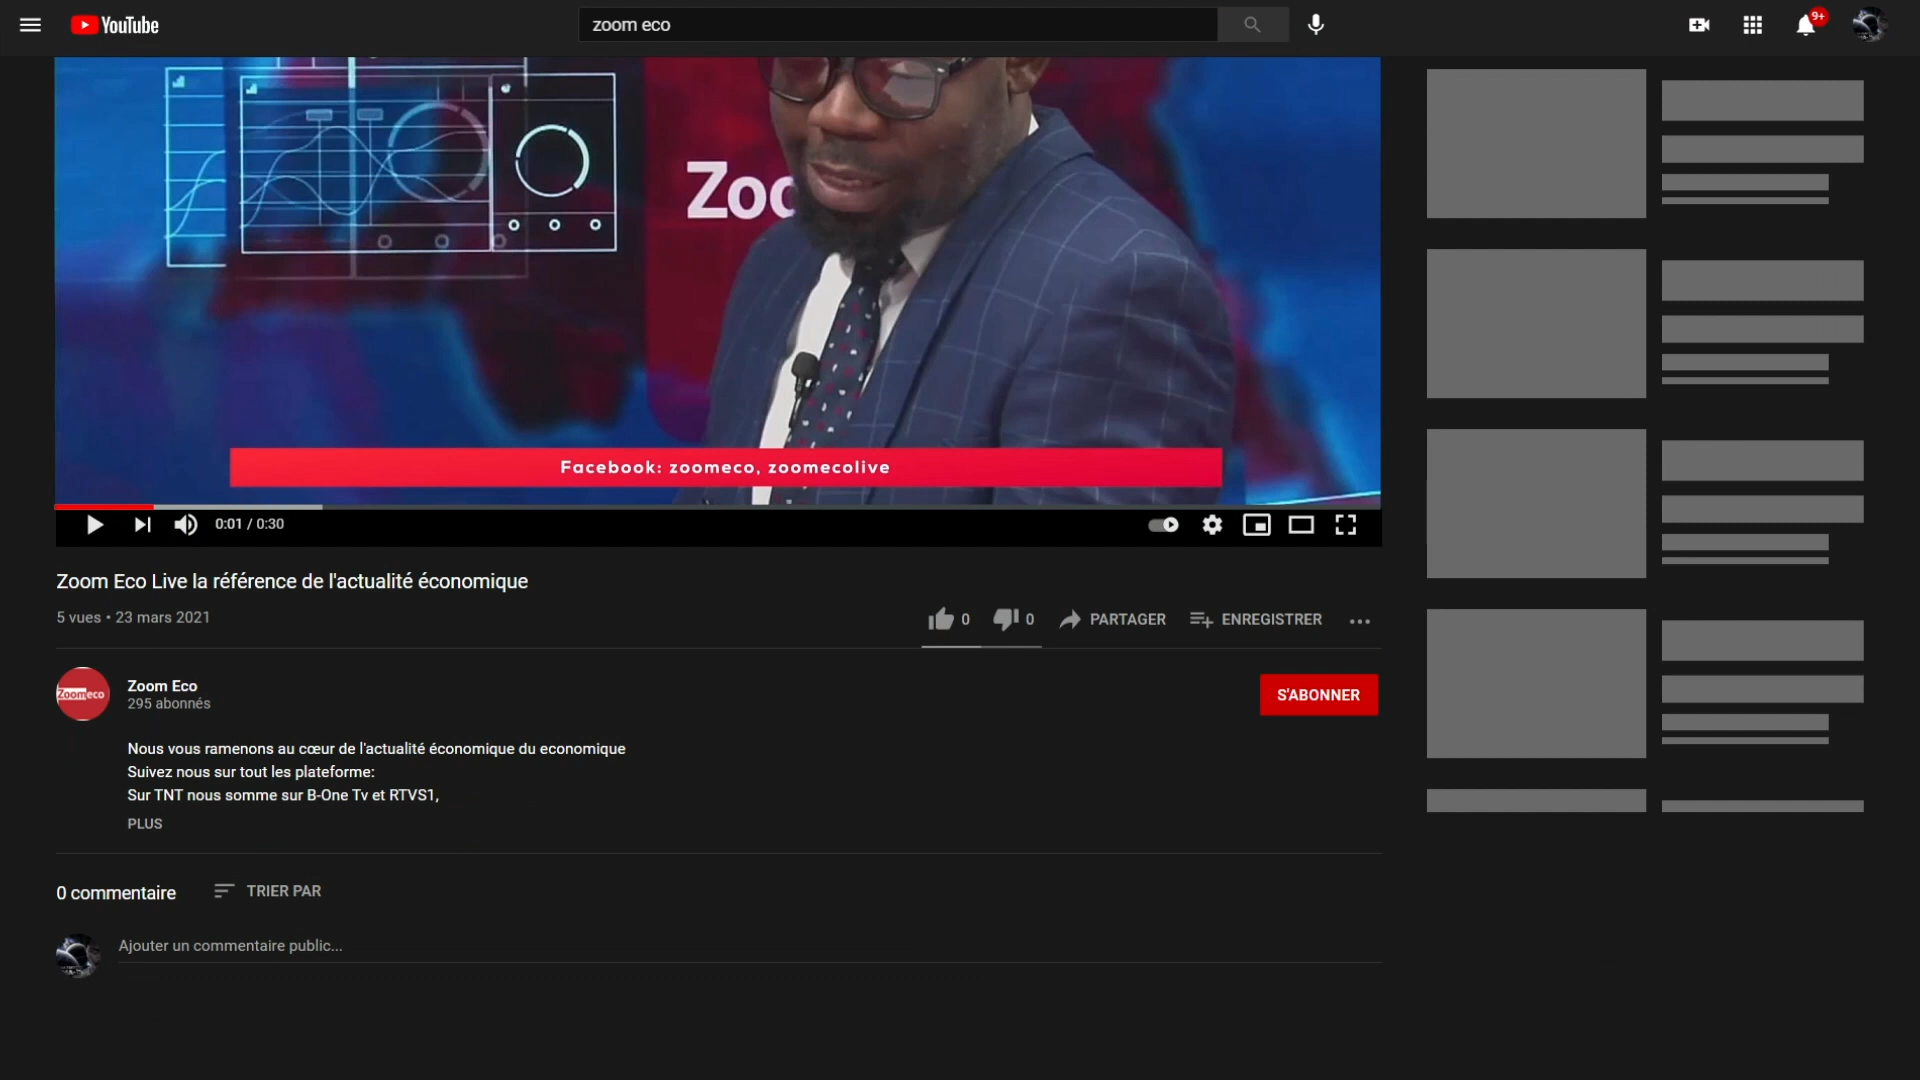 YouTube
zoom eco
9+
Zoo
Facebook: zoomeco, zoomecolive
0:01 / 0:30
Zoom Eco Live la référence de l'actualité économique
5 vues • 23 mars 2021
0
0
PARTAGER
ENREGISTRER
Zoomeco
Zoom Eco
295 abonnés
S'ABONNER
Nous vous ramenons au cœur de l'actualité économique du economique
Suivez nous sur tout les plateforme:
Sur TNT nous somme sur B-One Tv et RTVS1,
PLUS
0 commentaire
TRIER PAR
Ajouter un commentaire public...